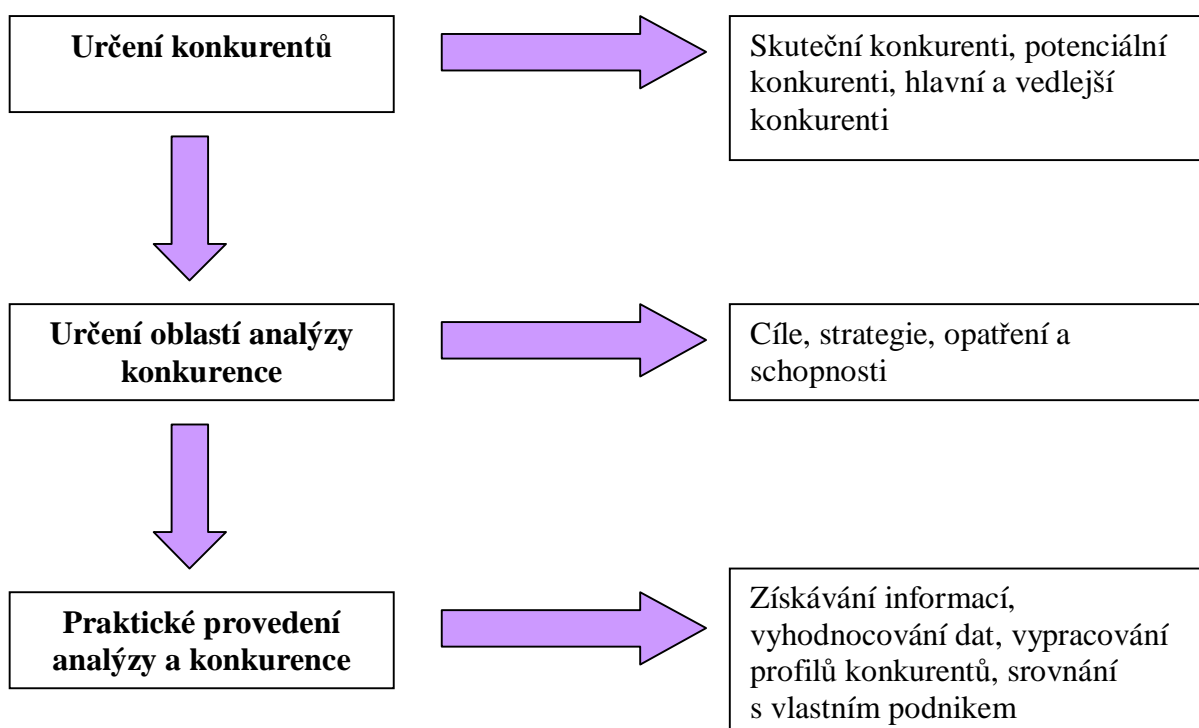 Určení konkurentů
Skuteční konkurenti, potenciální
konkurenti, hlavní a vedlejší
konkurenti
Určení oblastí analýzy
konkurence
Cíle, strategie, opatření a
schopnosti
Praktické provedení
analýzy a konkurence
Získávání informací,
vyhodnocování dat, vypracování
profilů konkurentů, srovnání
s vlastním podnikem